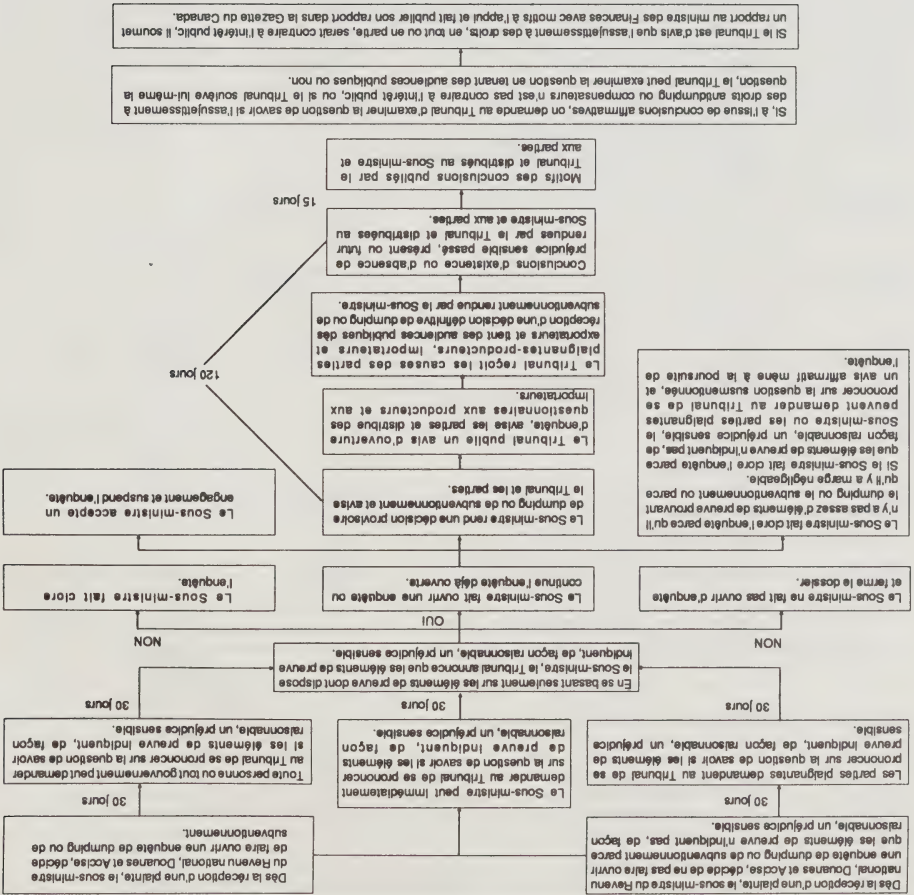 Dès la réception d'une plainte, le sous-ministre du Revenu
national, Douanes et Accise, décide de ne pas faire ouvrir
une enquête de dumping ou de subventionnement parce
que les éléments de preuve n'indiquent pas, de façon
raisonnable, un préjudice sensible.
Dès la réception d'une plainte, le sous-ministre
du Revenu national, Douanes et Accise, décide
de faire ouvrir une enquête de dumping ou de
subventionnement.
30 jours
30 jours
Les parties plaignantes demandent au Tribunal de se
prononcer sur la question de savoir si les éléments de
preuve indiquent, de façon raisonnable, un préjudice
sensible.
Le Sous-ministre peut immédiatement
demander au Tribunal de se prononcer
sur la question de savoir si les éléments
de preuve indiquent, de façon
raisonnable, un préjudice sensible.
Toute personne ou tout gouvernement peut demander
au Tribunal de se prononcer sur la question de savoir
si les éléments de preuve indiquent, de façon
raisonnable, un préjudice sensible.
30 jours
30 jours
30 jours
En se basant seulement sur les éléments de preuve dont dispose
le Sous-ministre, le Tribunal annonce que les éléments de preuve
indiquent, de façon raisonnable, un préjudice sensible.
NON
OUI
NON
Le Sous-ministre ne fait pas ouvrir d'enquête
et ferme le dossier.
Le Sous-ministre fait ouvrir une enquête ou
continue l'enquête déjà ouverte.
Le Sous-ministre fait clore
l'enquête.
Le Sous-ministre fait clore l'enquête parce qu'il
n'y a pas assez d'éléments de preuve prouvant
le dumping ou le subventionnement ou parce
qu'il y a marge négligeable.
Si le Sous-ministre fait clore l'enquête parce
que les éléments de preuve n'indiquent pas, de
façon raisonnable, un préjudice sensible, le
Sous-ministre ou les parties plaignantes
peuvent demander au Tribunal de se
prononcer sur la question susmentionnée, et
un avis affirmatif mène à la poursuite de
l'enquête.
Le Sous-ministre rend une décision provisoire
de dumping ou de subventionnement et avise
le Tribunal et les parties.
Le Sous-ministre accepte un
engagement et suspend l'enquête.
Le Tribunal publie un avis d'ouverture
d'enquête, avise les parties et distribue des
questionnaires aux producteurs et aux
importateurs.
120 jours
Le Tribunal reçoit les causes des parties
plaignantes-producteurs, importateurs et
exportateurs et tient des audiences publiques dès
réception d'une décision définitive de dumping ou de
subventionnement rendue par le Sous-ministre.
Conclusions d'existence ou d'absence de
préjudice sensible passé, présent ou futur
rendues par le Tribunal et distribuées au
Sous-ministre et aux parties.
15 jours
Motifs des conclusions publiés par le
Tribunal et distribués au Sous-ministre et
aux parties.
Si, à l'issue de conclusions affirmatives, on demande au Tribunal d'examiner la question de savoir si l'assujettissement à
des droits antidumping ou compensateurs n'est pas contraire à l'intérêt public, ou si le Tribunal soulève lui-même la
question, le Tribunal peut examiner la question en tenant des audiences publiques ou non.
Si le Tribunal est d'avis que l'assujettissement à des droits, en tout ou en partie, serait contraire à l'intérêt public, il soumet
un rapport au ministre des Finances avec motifs à l'appui et fait publier son rapport dans la Gazette du Canada.